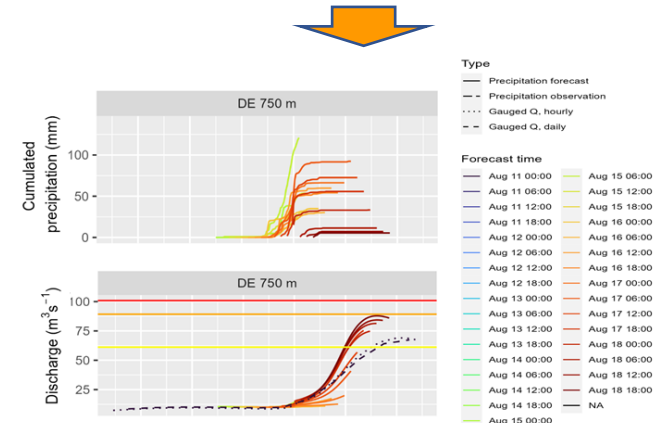 DE 750 m
Cumulated
precipitation (mm)
100
50
0
DE 750 m
Discharge (m³s⁻¹)
100
75
50
25
Type
Precipitation forecast
Precipitation observation
Gauged Q, hourly
Gauged Q, daily
Forecast time
Aug 11 00:00
Aug 11 06:00
Aug 11 12:00
Aug 11 18:00
Aug 12 00:00
Aug 12 06:00
Aug 12 12:00
Aug 12 18:00
Aug 13 00:00
Aug 13 06:00
Aug 13 12:00
Aug 13 18:00
Aug 14 00:00
Aug 14 06:00
Aug 14 12:00
Aug 14 18:00
Aug 15 00:00
Aug 15 06:00
Aug 15 12:00
Aug 15 18:00
Aug 16 00:00
Aug 16 06:00
Aug 16 12:00
Aug 16 18:00
Aug 17 00:00
Aug 17 06:00
Aug 17 12:00
Aug 17 18:00
Aug 18 00:00
Aug 18 06:00
Aug 18 12:00
Aug 18 18:00
NA